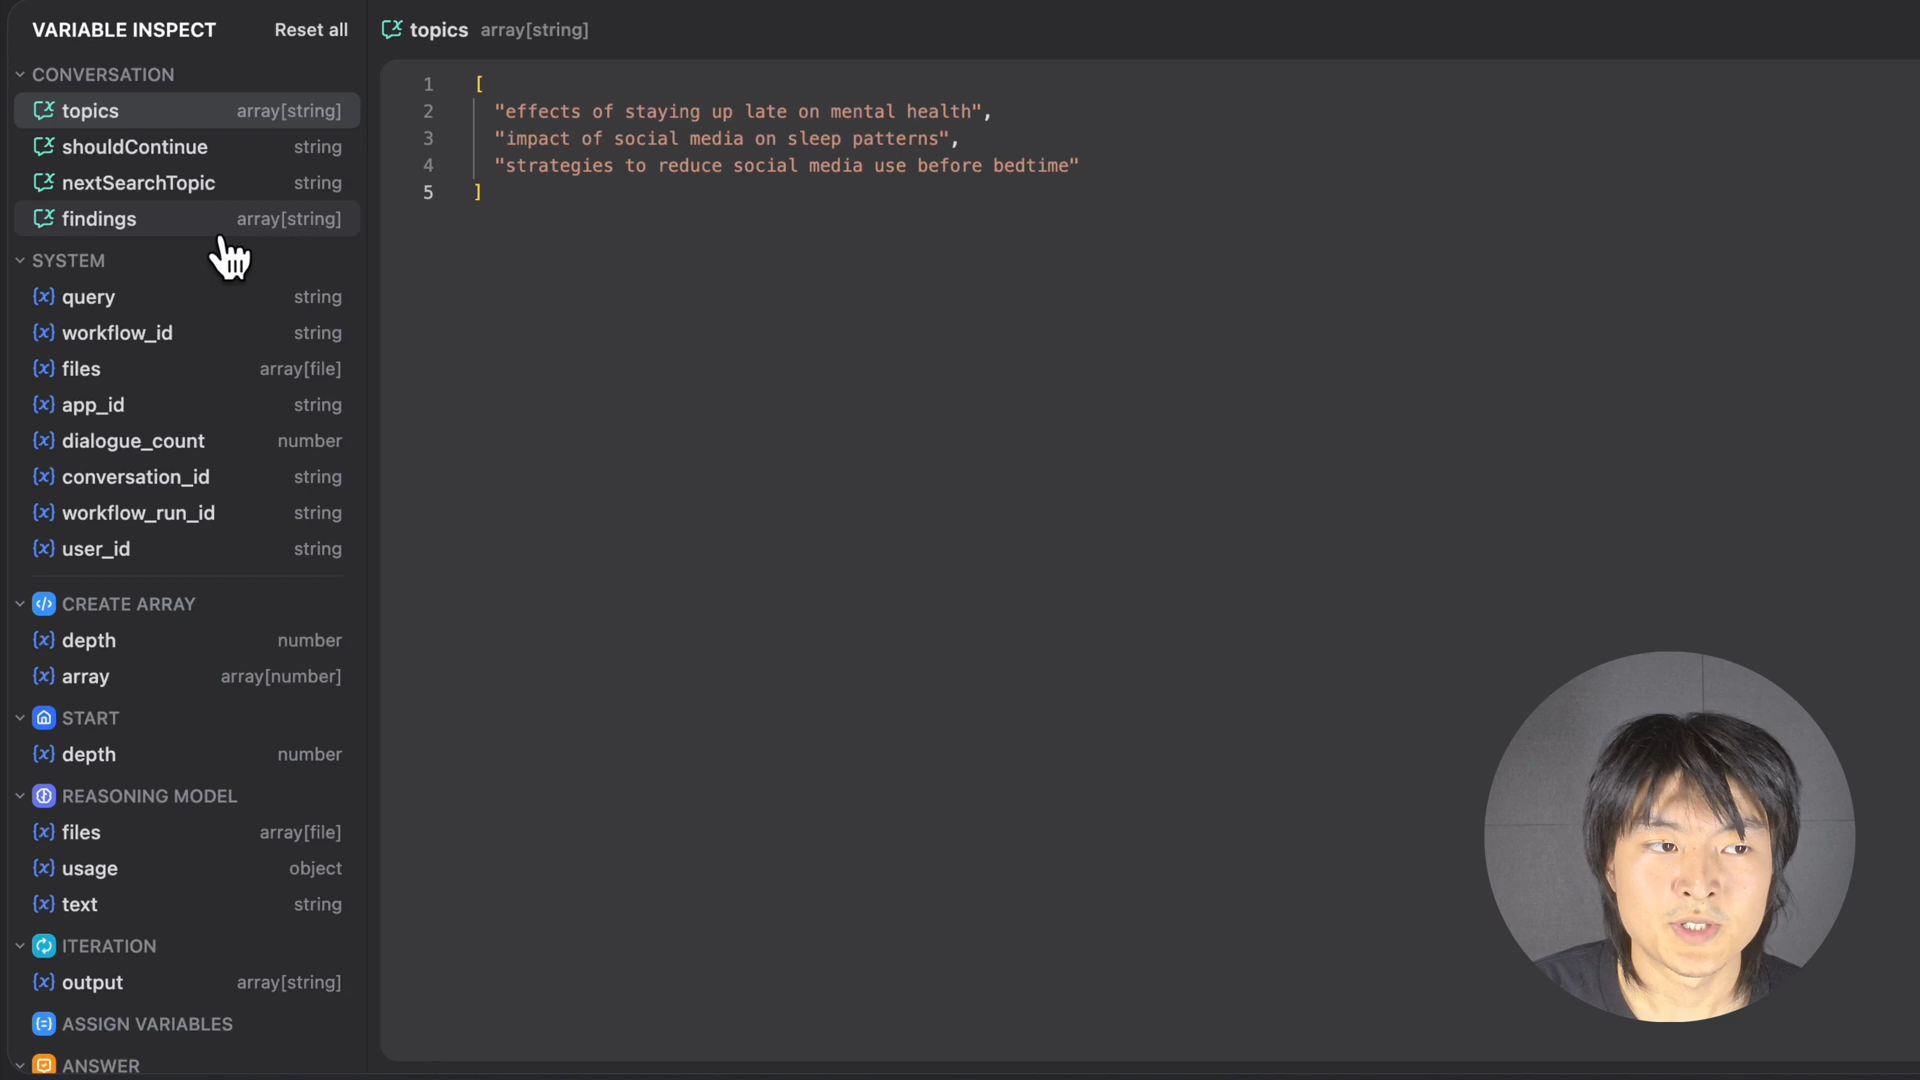 VARIABLE INSPECT Reset all
CONVERSATION
topics array[string]
shouldContinue string
nextSearchTopic string
findings array[string]
SYSTEM
{x} query string
{x} workflow_id string
{x} files array[file]
{x} app_id string
{x} dialogue_count number
{x} conversation_id string
{x} workflow_run_id string
{x} user_id string
</> CREATE ARRAY
{x} depth number
{x} array array[number]
START
{x} depth number
REASONING MODEL
{x} files array[file]
{x} usage object
{x} text string
ITERATION
{x} output array[string]
ASSIGN VARIABLES
ANSWER
topics array[string]
1 [
2 "effects of staying up late on mental health",
3 "impact of social media on sleep patterns",
4 "strategies to reduce social media use before bedtime"
5 ]